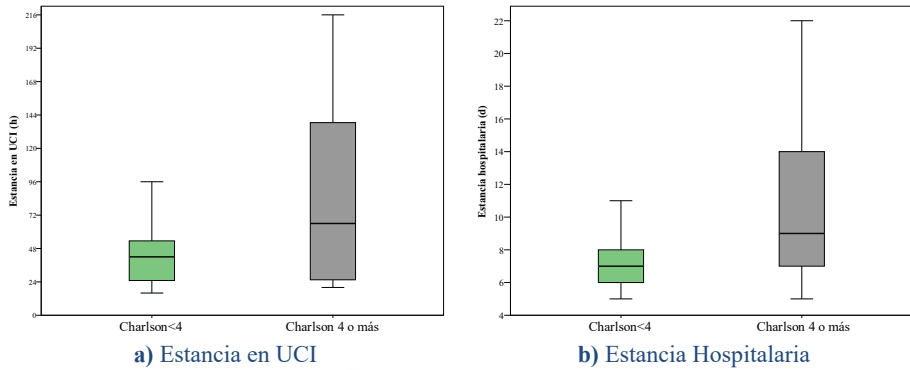 216
192
168
144
120
96
72
48
24
0
Estancia en UCI (h)
Charlson<4
Charlson 4 o más
a) Estancia en UCI
22
20
18
16
14
12
10
8
6
4
Estancia hospitalaria (d)
Charlson<4
Charlson 4 o más
b) Estancia Hospitalaria